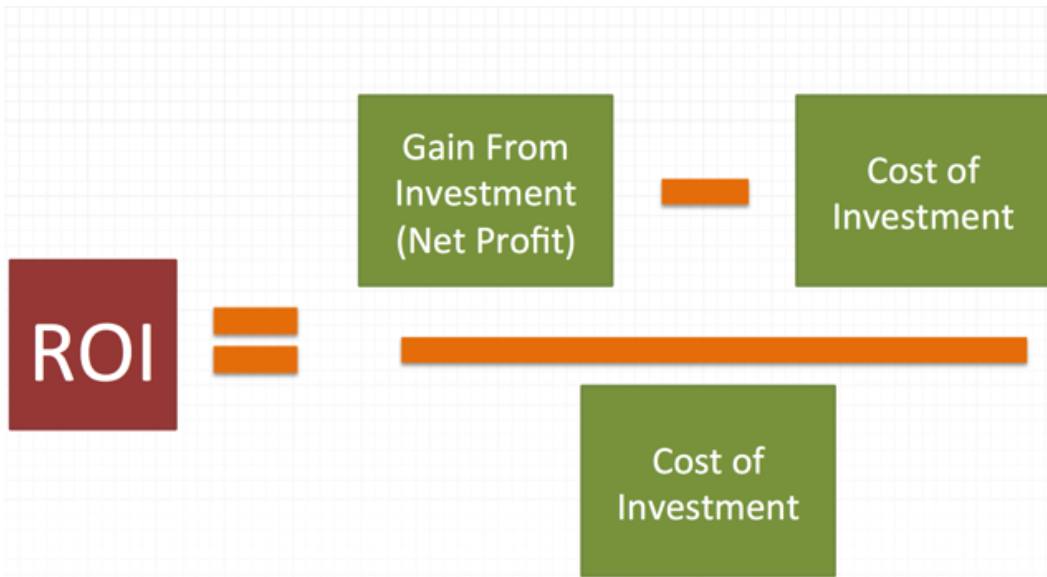 Gain From
Investment
(Net Profit)
Cost of
Investment
ROI
Cost of
Investment